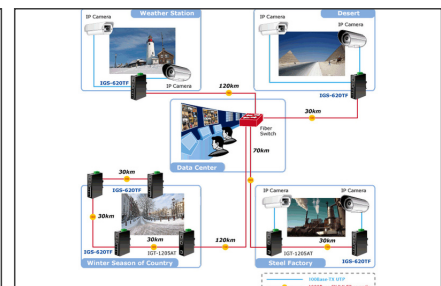 Weather Station
IP Camera
IGS-620TF
IP Camera
Desert
IP Camera
IGS-620TF
120km
30km
Fiber
Switch
Data Center
70km
30km
IGS-620TF
30km
30km
IGS-620TF
IGT-1205AT
120km
Winter Season of Country
IP Camera
IP Camera
30km
IGT-1205AT
IGS-620TF
Steel Factory
100Base-TX UTP